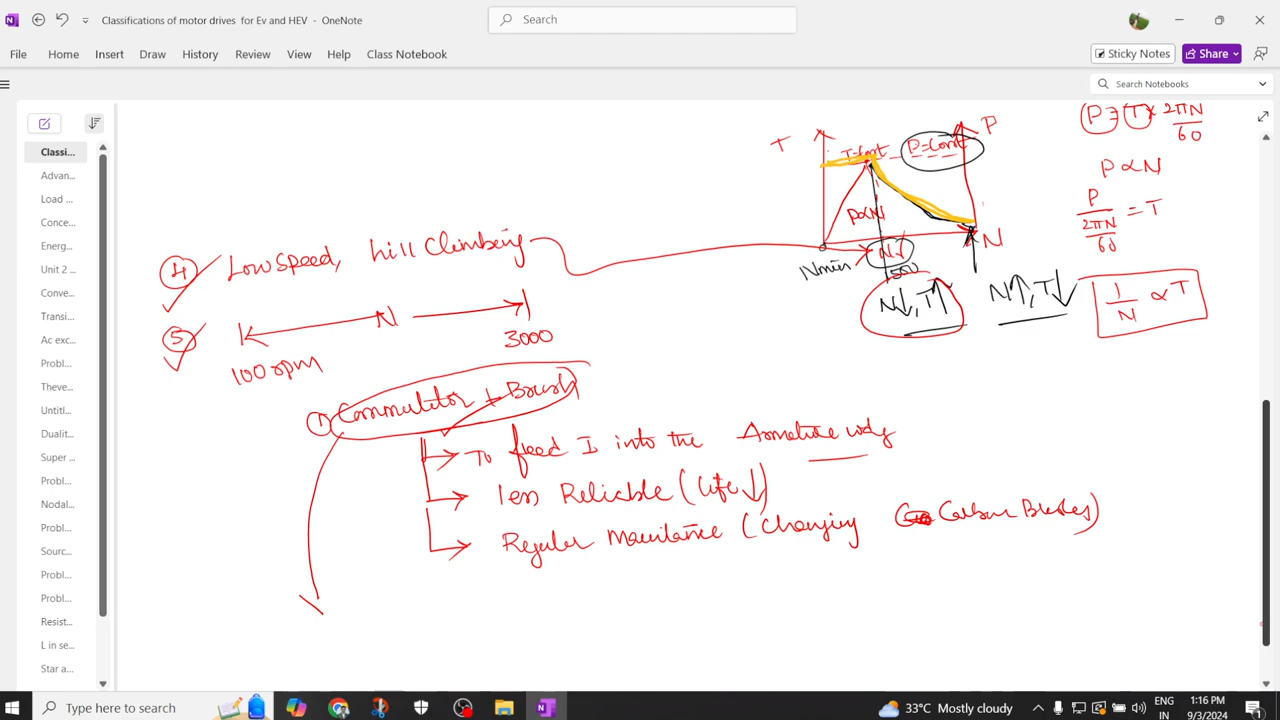 Classifications of motor drives for Ev and HEV - OneNote
Search
File Home Insert Draw View History Review View Help Class Notebook
Sticky Notes
Share
Search Notebooks
Classi...
Advan...
Load ...
Conce...
Energ...
Unit 2 ...
Conve...
Transi...
Ac exc...
Probl...
Theve...
Untitl...
Dualit...
Super ...
Probl...
Nodal...
Probl...
Sourc...
Probl...
Probl...
Resist...
L in se...
Star a...
T
T=Const
P=Const
P
P∝N
N
Nmin
N↓
500
N↓, T↑
N↑, T↓
P = T × 2πN/60
P ∝ N
P / (2πN/60) = T
1/N ∝ T
4 Low Speed, hill Climbing
5 N
100 rpm
3000
1 Commutator + Brush
→ To feed I into the Armature wdg
→ less Reliable (life ↓)
→ Regular Maintance (Changing Carbon Brushes)
Type here to search
33°C Mostly cloudy
ENG
IN
1:16 PM
9/3/2024